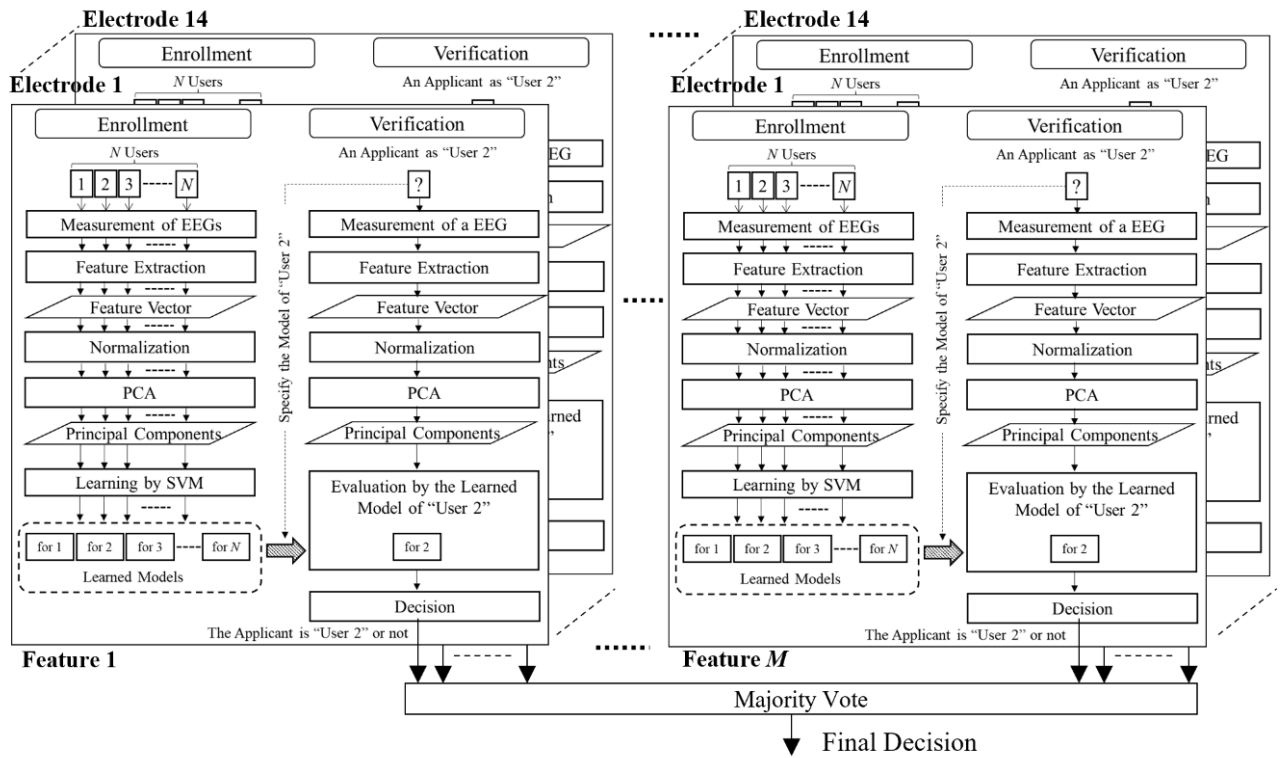 Electrode 14
Enrollment
Verification
N Users
An Applicant as “User 2”
Electrode 1
Enrollment
Verification
N Users
An Applicant as “User 2”
1 2 3 N
?
EG
Measurement of EEGs
Measurement of a EEG
n
Feature Extraction
Feature Extraction
Feature Vector
Feature Vector
Normalization
Normalization
PCA
PCA
nts
Principal Components
Principal Components
earned
”
Learning by SVM
Evaluation by the Learned
Model of “User 2”
for 1 for 2 for 3 for N
for 2
Learned Models
Specify the Model of “User 2”
Decision
The Applicant is “User 2” or not
Feature 1
Electrode 14
Enrollment
Verification
N Users
An Applicant as “User 2”
Electrode 1
Enrollment
Verification
N Users
An Applicant as “User 2”
1 2 3 N
?
EG
Measurement of EEGs
Measurement of a EEG
n
Feature Extraction
Feature Extraction
Feature Vector
Feature Vector
Normalization
Normalization
PCA
PCA
nts
Principal Components
Principal Components
earned
”
Learning by SVM
Evaluation by the Learned
Model of “User 2”
for 1 for 2 for 3 for N
for 2
Learned Models
Specify the Model of “User 2”
Decision
The Applicant is “User 2” or not
Feature M
Majority Vote
Final Decision